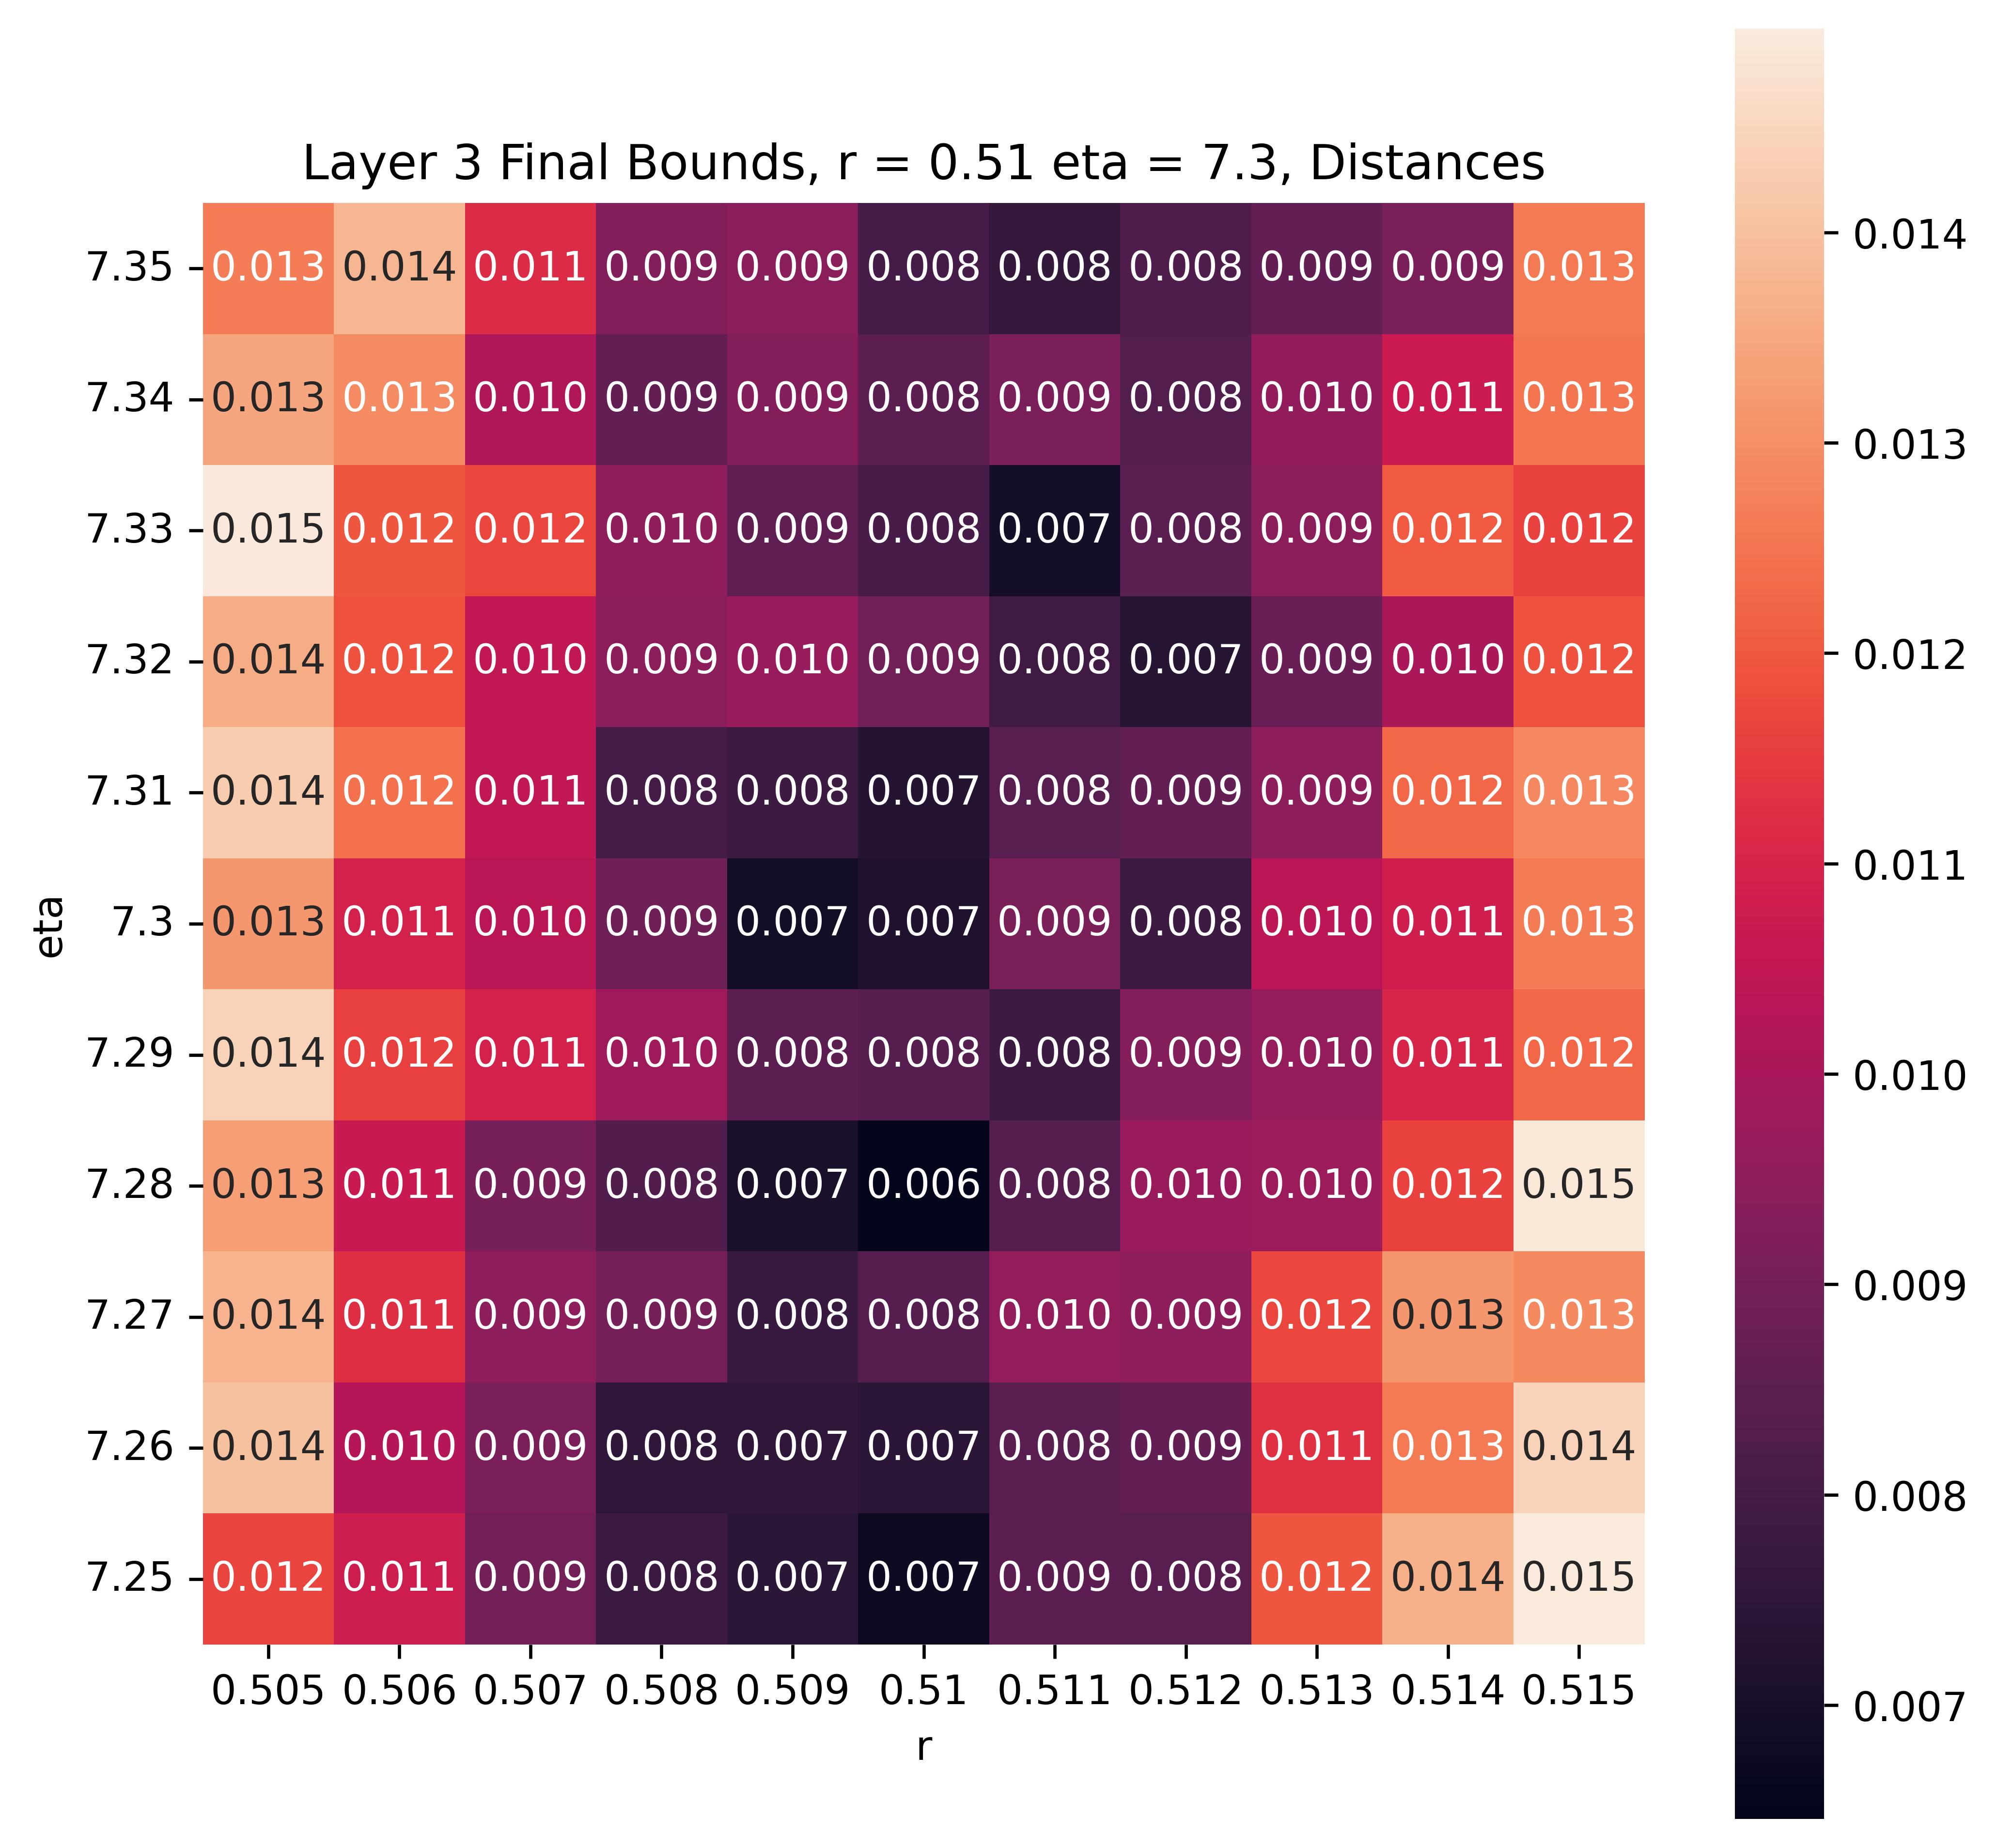 Layer 3 Final Bounds, r = 0.51 eta = 7.3, Distances
7.35 0.013 0.014 0.011 0.009 0.009 0.008 0.008 0.008 0.009 0.009 0.013
7.34 0.013 0.013 0.010 0.009 0.009 0.008 0.009 0.008 0.010 0.011 0.013
7.33 0.015 0.012 0.012 0.010 0.009 0.008 0.007 0.008 0.009 0.012 0.012
7.32 0.014 0.012 0.010 0.009 0.010 0.009 0.008 0.007 0.009 0.010 0.012
7.31 0.014 0.012 0.011 0.008 0.008 0.007 0.008 0.009 0.009 0.012 0.013
7.3 0.013 0.011 0.010 0.009 0.007 0.007 0.009 0.008 0.010 0.011 0.013
7.29 0.014 0.012 0.011 0.010 0.008 0.008 0.008 0.009 0.010 0.011 0.012
7.28 0.013 0.011 0.009 0.008 0.007 0.006 0.008 0.010 0.010 0.012 0.015
7.27 0.014 0.011 0.009 0.009 0.008 0.008 0.010 0.009 0.012 0.013 0.013
7.26 0.014 0.010 0.009 0.008 0.007 0.007 0.008 0.009 0.011 0.013 0.014
7.25 0.012 0.011 0.009 0.008 0.007 0.007 0.009 0.008 0.012 0.014 0.015
0.505 0.506 0.507 0.508 0.509 0.51 0.511 0.512 0.513 0.514 0.515
r
eta
0.014
0.013
0.012
0.011
0.010
0.009
0.008
0.007